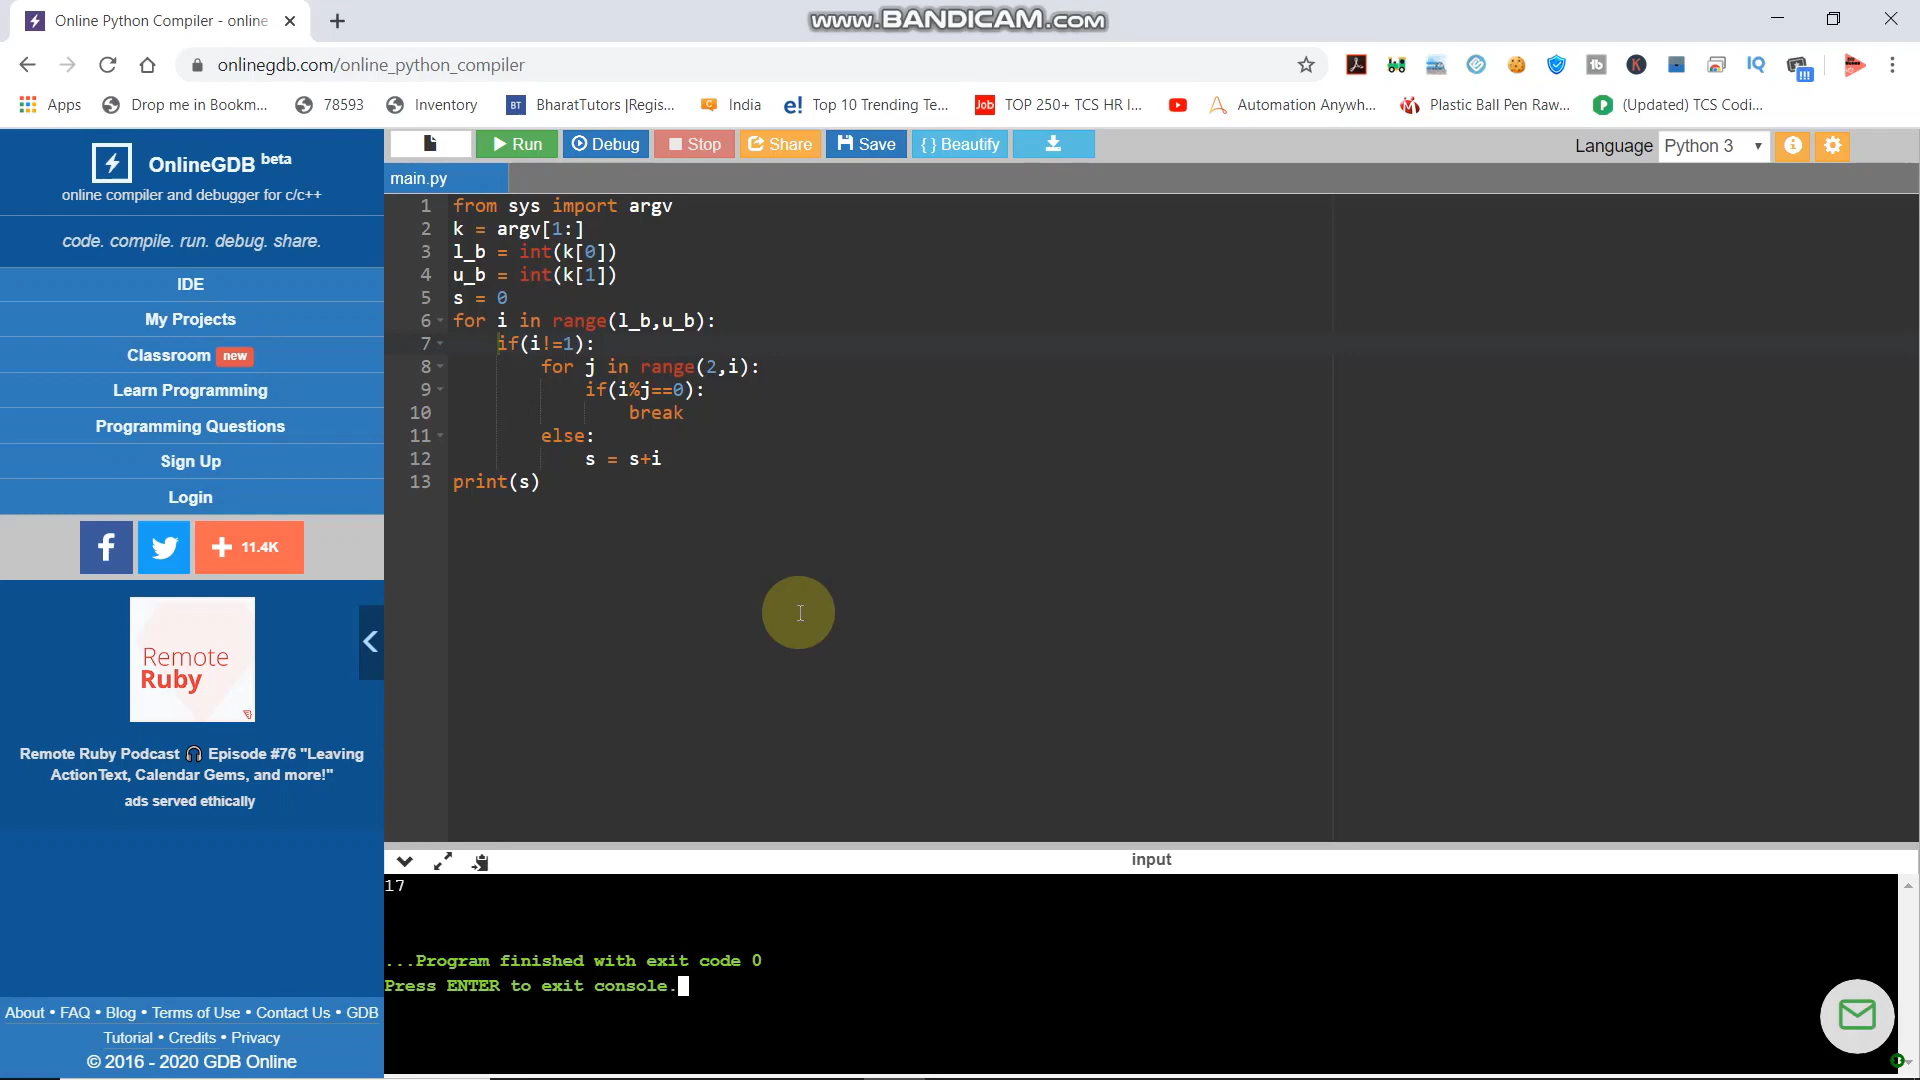 Online Python Compiler - online
www.BANDICAM.com
onlinegdb.com/online_python_compiler
Apps
Drop me in Bookm...
78593
Inventory
BT
BharatTutors |Regis...
India
e!
Top 10 Trending Te...
Job
TOP 250+ TCS HR I...
Automation Anywh...
Plastic Ball Pen Raw...
(Updated) TCS Codi...
OnlineGDB beta
online compiler and debugger for c/c++
code. compile. run. debug. share.
IDE
My Projects
Classroom new
Learn Programming
Programming Questions
Sign Up
Login
11.4K
Remote
Ruby
Remote Ruby Podcast 🎧 Episode #76 "Leaving
ActionText, Calendar Gems, and more!"
ads served ethically
About • FAQ • Blog • Terms of Use • Contact Us • GDB
Tutorial • Credits • Privacy
© 2016 - 2020 GDB Online
Run
Debug
Stop
Share
Save
{ } Beautify
Language Python 3
main.py
1 from sys import argv
2 k = argv[1:]
3 l_b = int(k[0])
4 u_b = int(k[1])
5 s = 0
6 for i in range(l_b,u_b):
7     if(i!=1):
8         for j in range(2,i):
9             if(i%j==0):
10                 break
11         else:
12             s = s+i
13 print(s)
input
17
...Program finished with exit code 0
Press ENTER to exit console.